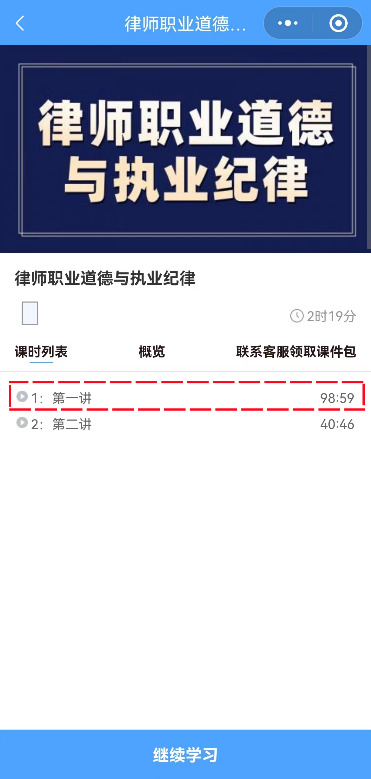 律师职业道德...
律师职业道德
与执业纪律
律师职业道德与执业纪律
2时19分
课时列表 概览 联系客服领取课件包
1: 第一讲 98:59
2: 第二讲 40:46
继续学习